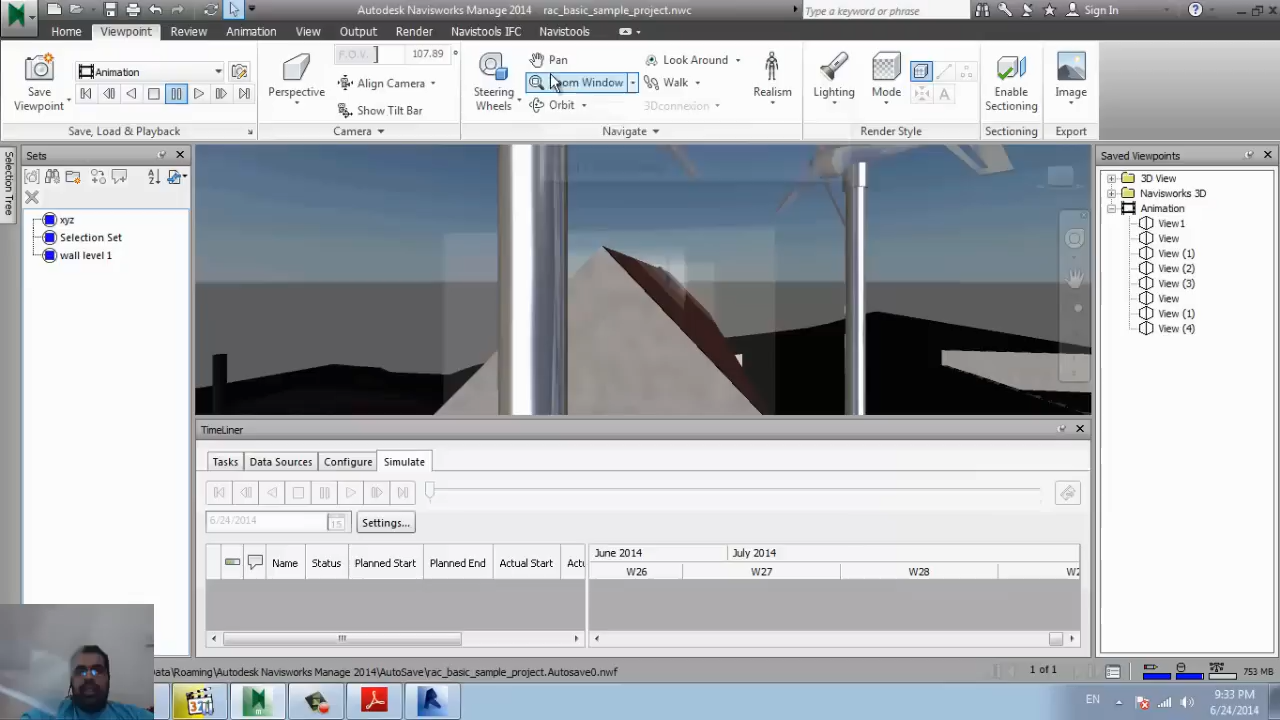 Autodesk Navisworks Manage 2014 rac_basic_sample_project.nwc
Type a keyword or phrase
Sign In
Home Viewpoint Review Animation View Output Render Navistools IFC Navistools
Save Viewpoint
Animation
Save, Load & Playback
Perspective
F.O.V. 107.89 °
Align Camera
Show Tilt Bar
Camera
Steering Wheels
Pan
oom Window
Orbit
Look Around
Walk
3Dconnexion
Navigate
Realism
Lighting
Mode
Render Style
Enable Sectioning
Sectioning
Image
Export
Selection Tree
Sets
xyz
Selection Set
wall level 1
Saved Viewpoints
3D View
Navisworks 3D
Animation
View1
View
View (1)
View (2)
View (3)
View
View (1)
View (4)
TimeLiner
Tasks Data Sources Configure Simulate
6/24/2014 15 Settings...
Name Status Planned Start Planned End Actual Start Actu
June 2014 July 2014
W26 W27 W28 W2
Data\Roaming\Autodesk Navisworks Manage 2014\AutoSave\rac_basic_sample_project.Autosave0.nwf
1 of 1 753 MB
321
EN
9:33 PM
6/24/2014